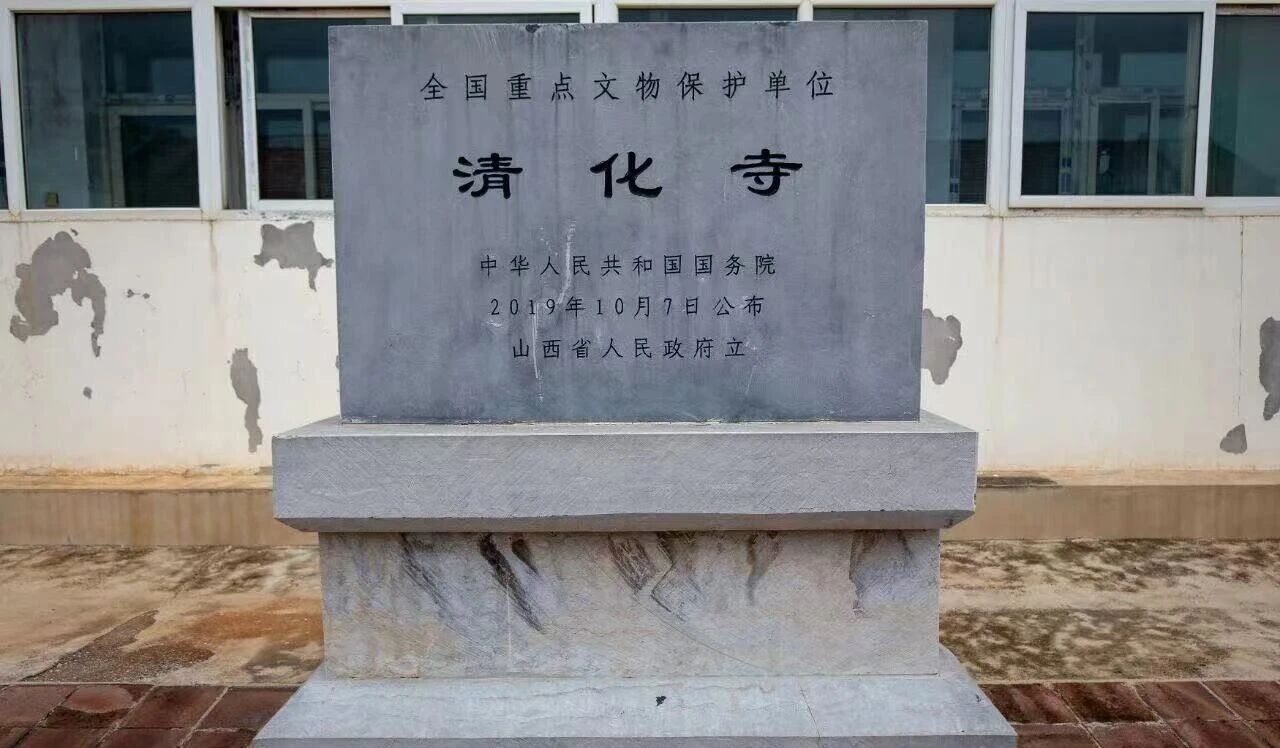 全国重点文物保护单位
清化寺
中华人民共和国国务院
2019年10月7日公布
山西省人民政府立